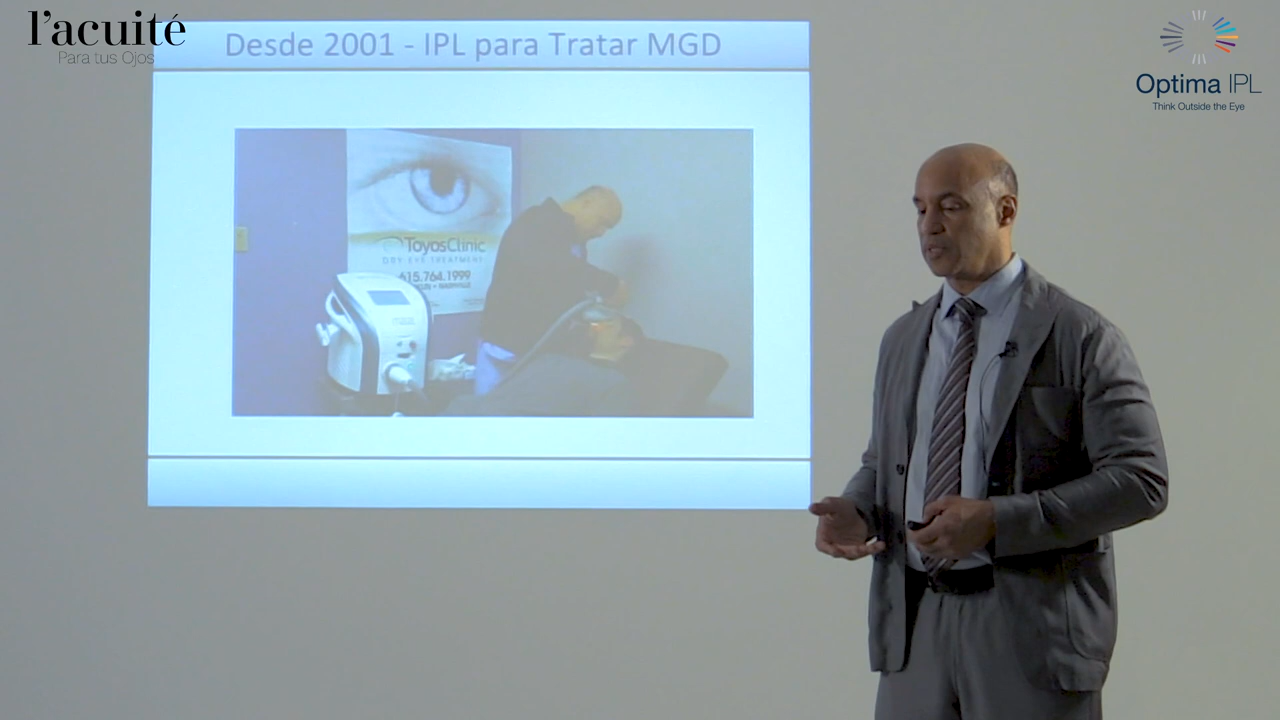 l'acuité
Para tus Ojos
Desde 2001 - IPL para Tratar MGD
Optima IPL
Think Outside the Eye
ToyosClinic
DRY EYE TREATMENT
615.764.1999